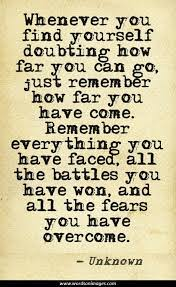 Whenever you
find yourself
doubting how
far you can go,
just remember
how far you
have come.
Remember
everything you
have faced, all
the battles you
have won, and
all the fears
you have
overcome.
— Unknown
www.wordsonimages.com